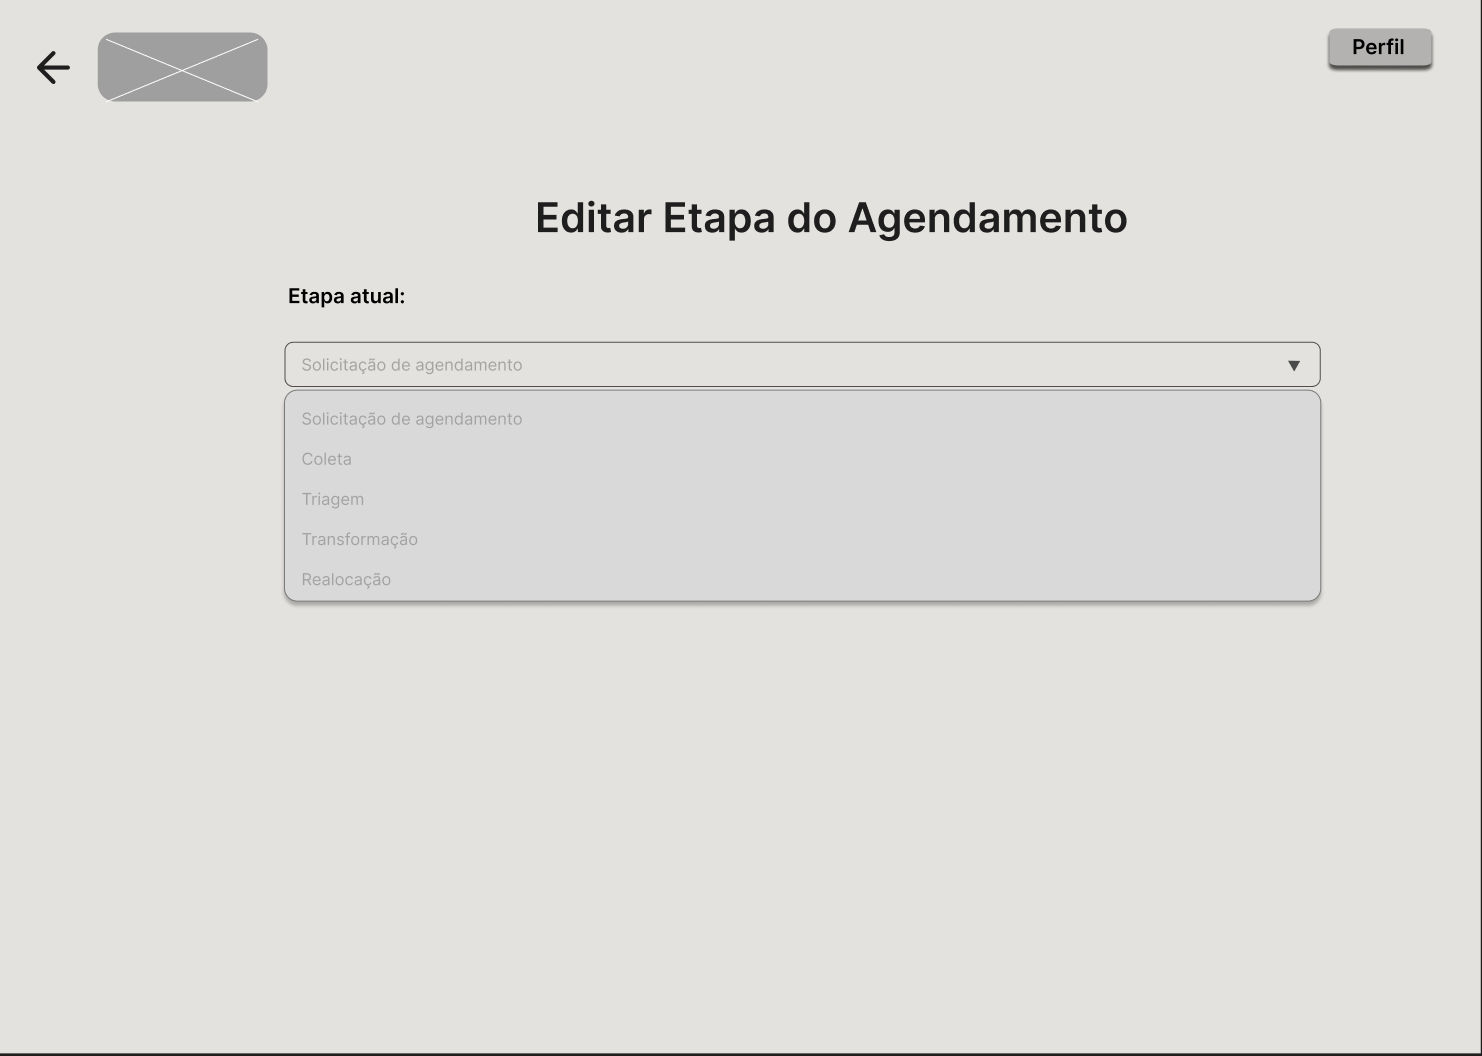 Perfil
Editar Etapa do Agendamento
Etapa atual:
Solicitação de agendamento
Solicitação de agendamento
Coleta
Triagem
Transformação
Realocação